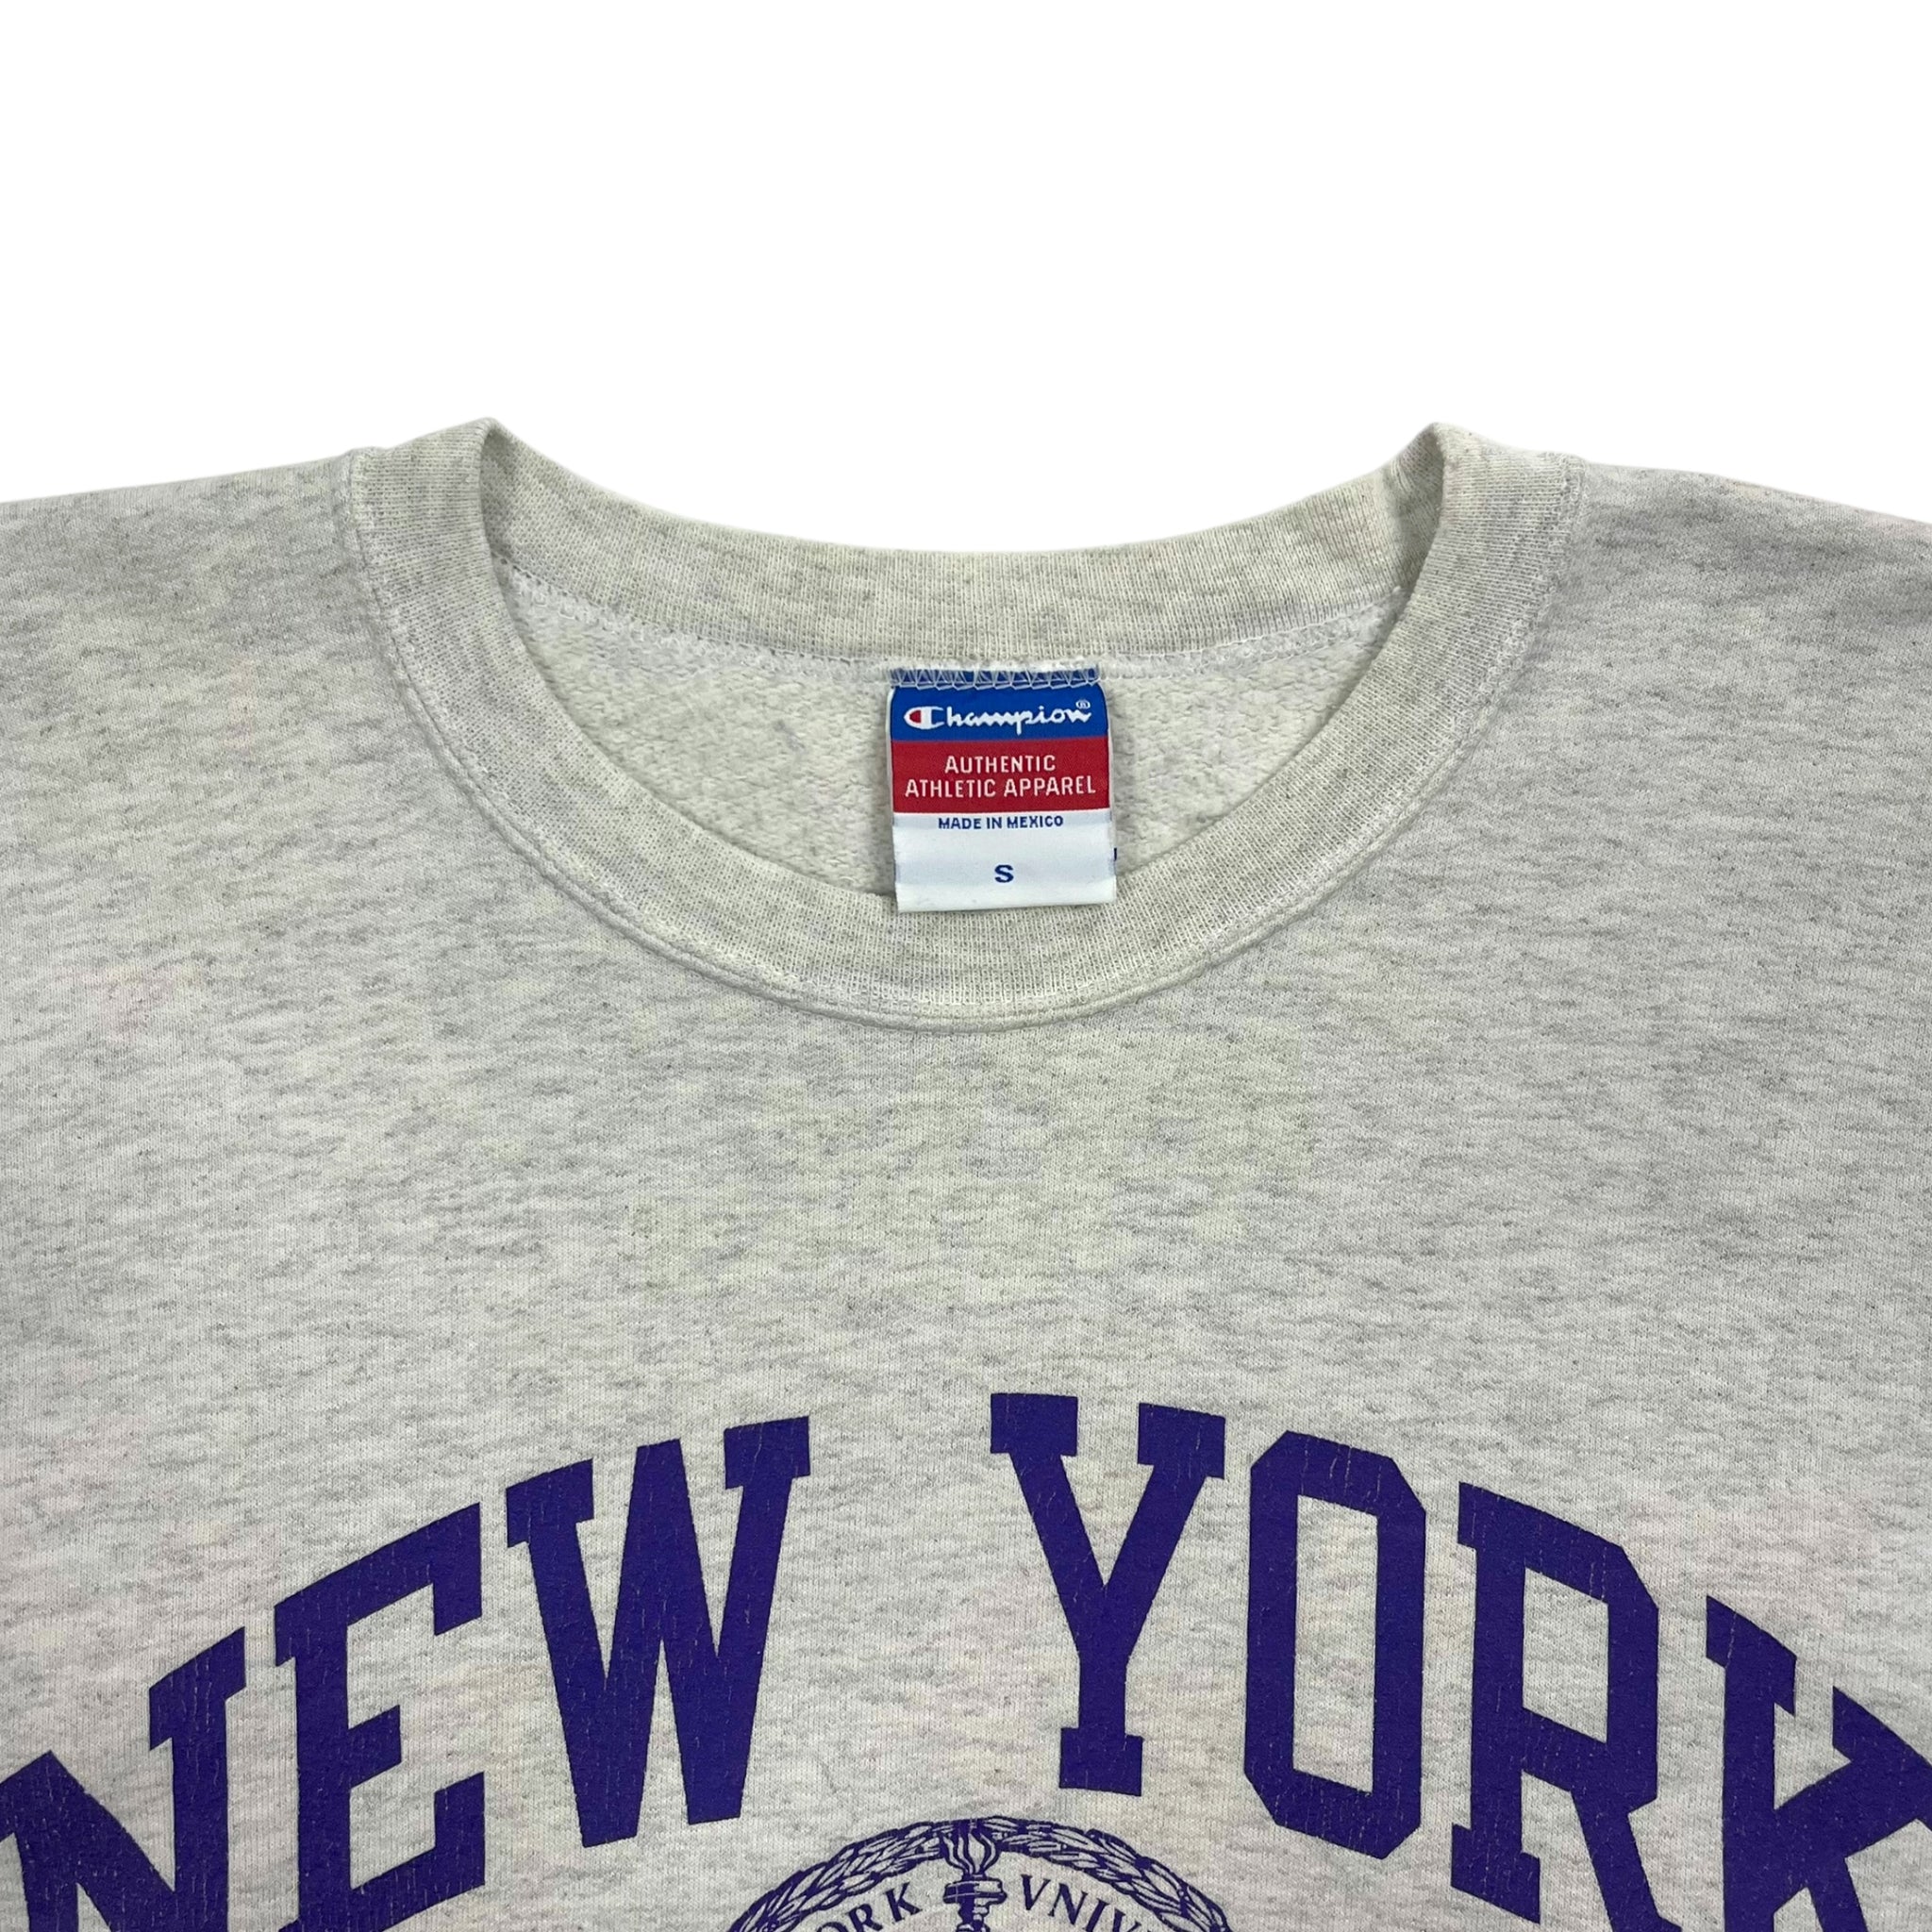 Champion®
AUTHENTIC
ATHLETIC APPAREL
MADE IN MEXICO
S
NEW YORK